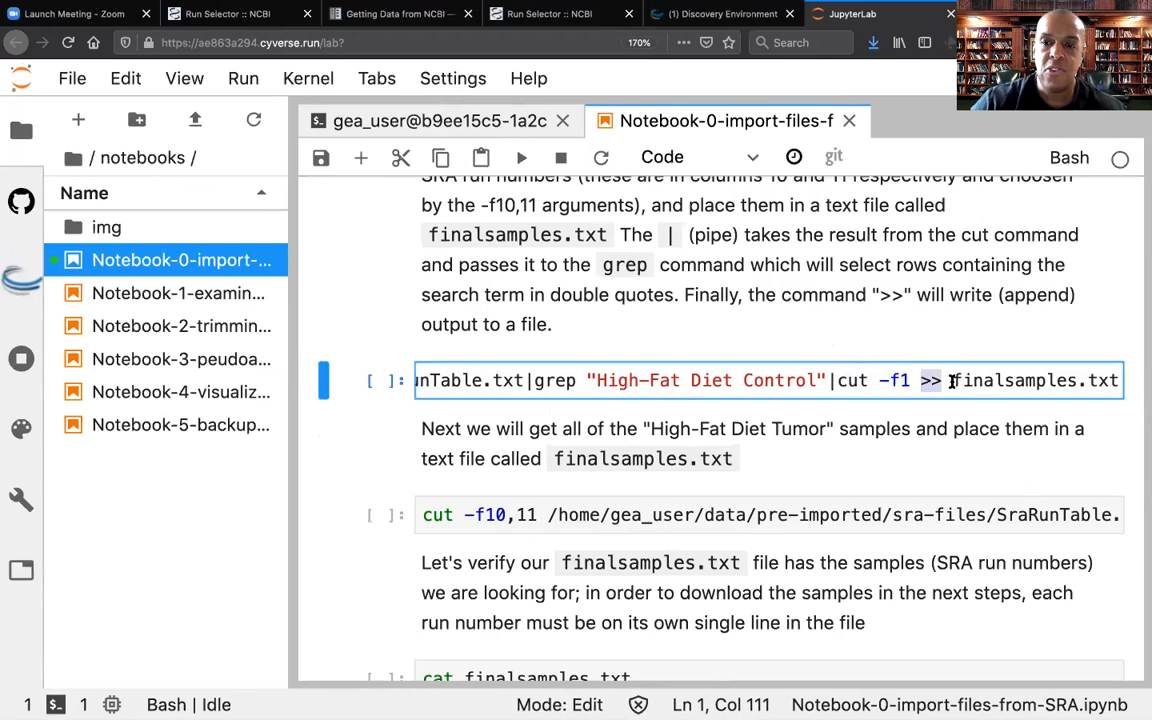 Launch Meeting - Zoom
Run Selector :: NCBI
Getting Data from NCBI —
Run Selector :: NCBI
(1) Discovery Environment
JupyterLab
https://ae863a294.cyverse.run/lab?
170%
Search
File Edit View Run Kernel Tabs Settings Help
gea_user@b9ee15c5-1a2c
Notebook-0-import-files-f
/ notebooks /
Code
git
Bash
Name
img
Notebook-0-import-...
Notebook-1-examin...
Notebook-2-trimmin...
Notebook-3-peudoa...
Notebook-4-visualiz...
Notebook-5-backup...
SRA run numbers (these are in columns 10 and 11 respectively and choosen
by the -f10,11 arguments), and place them in a text file called
finalsamples.txt The | (pipe) takes the result from the cut command
and passes it to the grep command which will select rows containing the
search term in double quotes. Finally, the command ">>" will write (append)
output to a file.
[ ]: unTable.txt|grep "High-Fat Diet Control"|cut -f1 >> finalsamples.txt
Next we will get all of the "High-Fat Diet Tumor" samples and place them in a
text file called finalsamples.txt
[ ]: cut -f10,11 /home/gea_user/data/pre-imported/sra-files/SraRunTable.
Let's verify our finalsamples.txt file has the samples (SRA run numbers)
we are looking for; in order to download the samples in the next steps, each
run number must be on its own single line in the file
[ ]: cat finalsamples.txt
1 1 Bash | Idle
Mode: Edit
Ln 1, Col 111
Notebook-0-import-files-from-SRA.ipynb